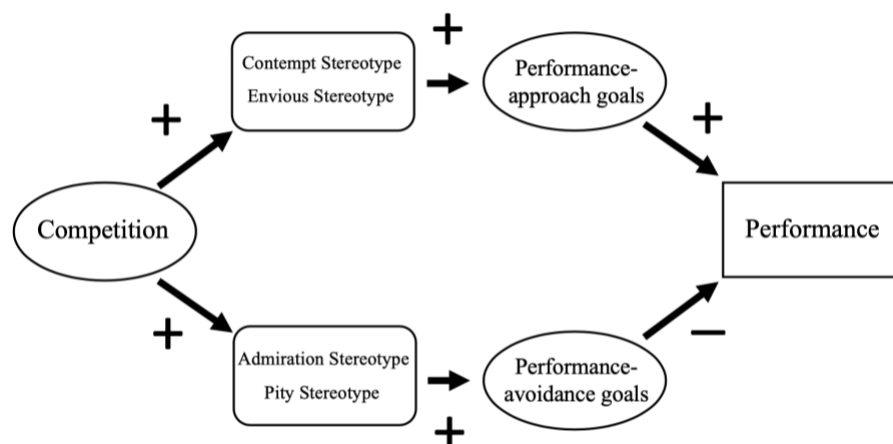 +
Contempt Stereotype
Envious Stereotype
Performance-
approach goals
+
+
Competition
Performance
+
Admiration Stereotype
Pity Stereotype
+
Performance-
avoidance goals
−